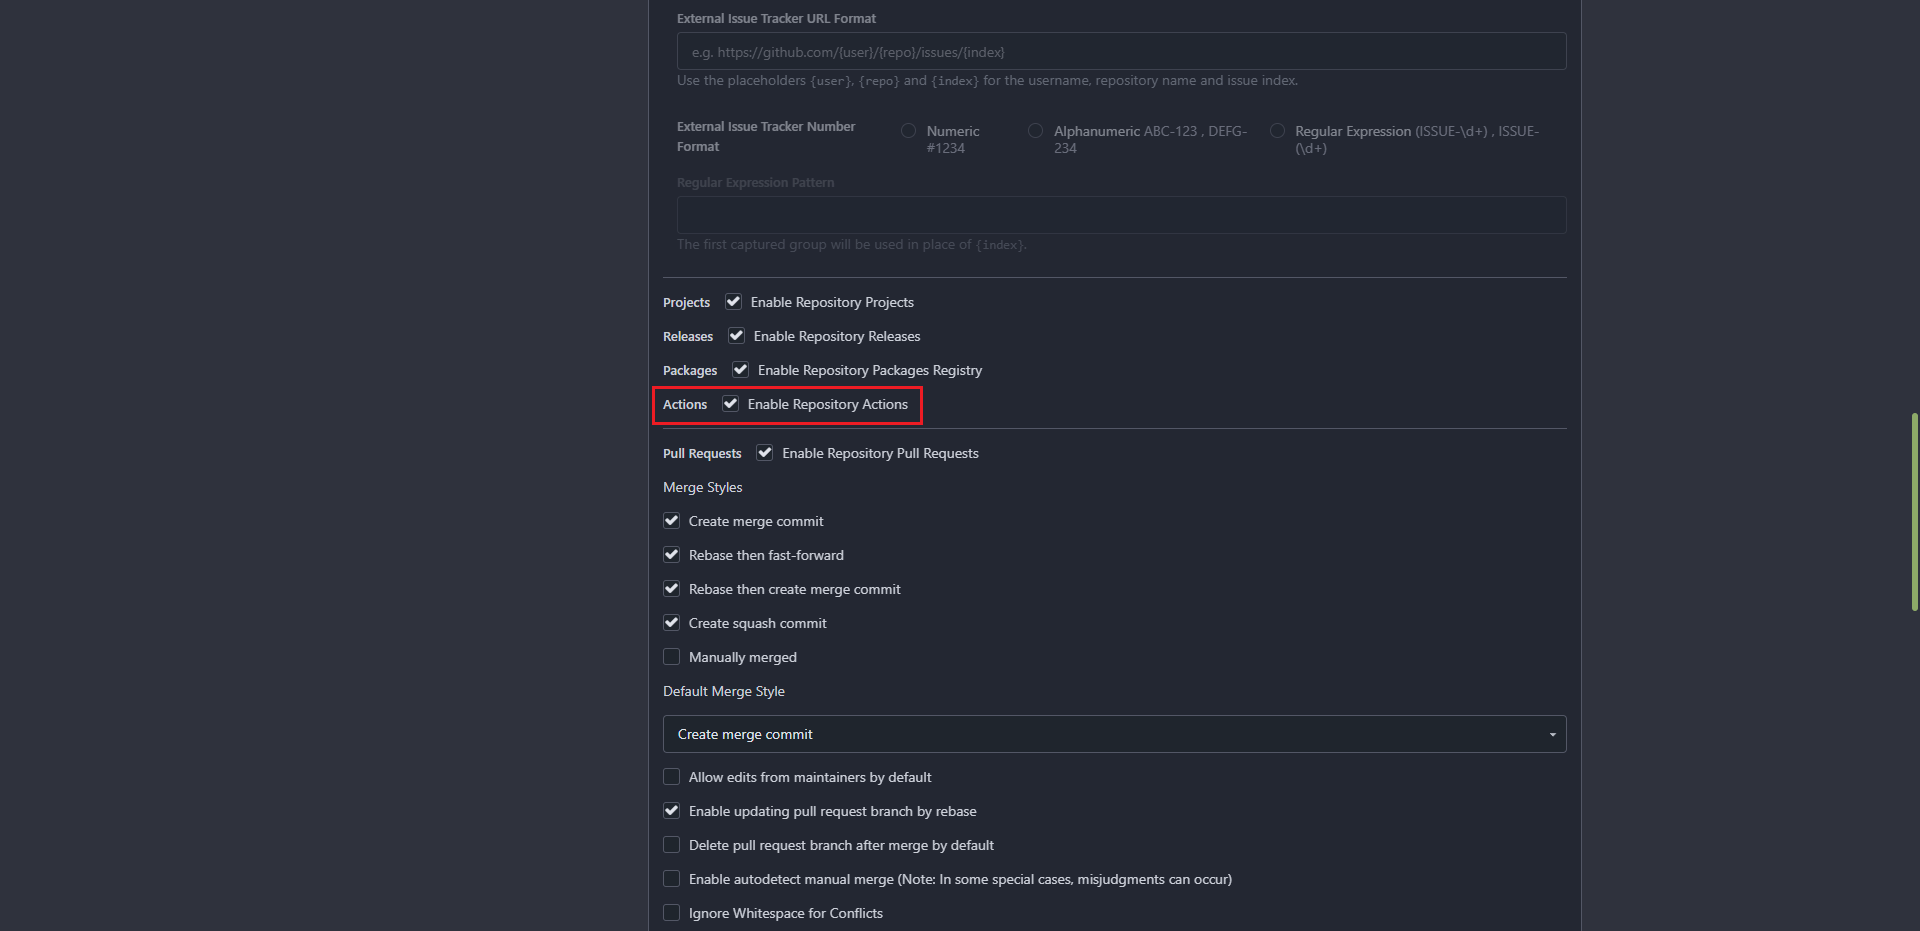 External Issue Tracker URL Format
e.g. https://github.com/{user}/{repo}/issues/{index}
Use the placeholders {user}, {repo} and {index} for the username, repository name and issue index.
External Issue Tracker Number
Format
Numeric
#1234
Alphanumeric ABC-123 , DEFG-
234
Regular Expression (ISSUE-\d+) , ISSUE-
(\d+)
Regular Expression Pattern
The first captured group will be used in place of {index}.
Projects Enable Repository Projects
Releases Enable Repository Releases
Packages Enable Repository Packages Registry
Actions Enable Repository Actions
Pull Requests Enable Repository Pull Requests
Merge Styles
Create merge commit
Rebase then fast-forward
Rebase then create merge commit
Create squash commit
Manually merged
Default Merge Style
Create merge commit
Allow edits from maintainers by default
Enable updating pull request branch by rebase
Delete pull request branch after merge by default
Enable autodetect manual merge (Note: In some special cases, misjudgments can occur)
Ignore Whitespace for Conflicts